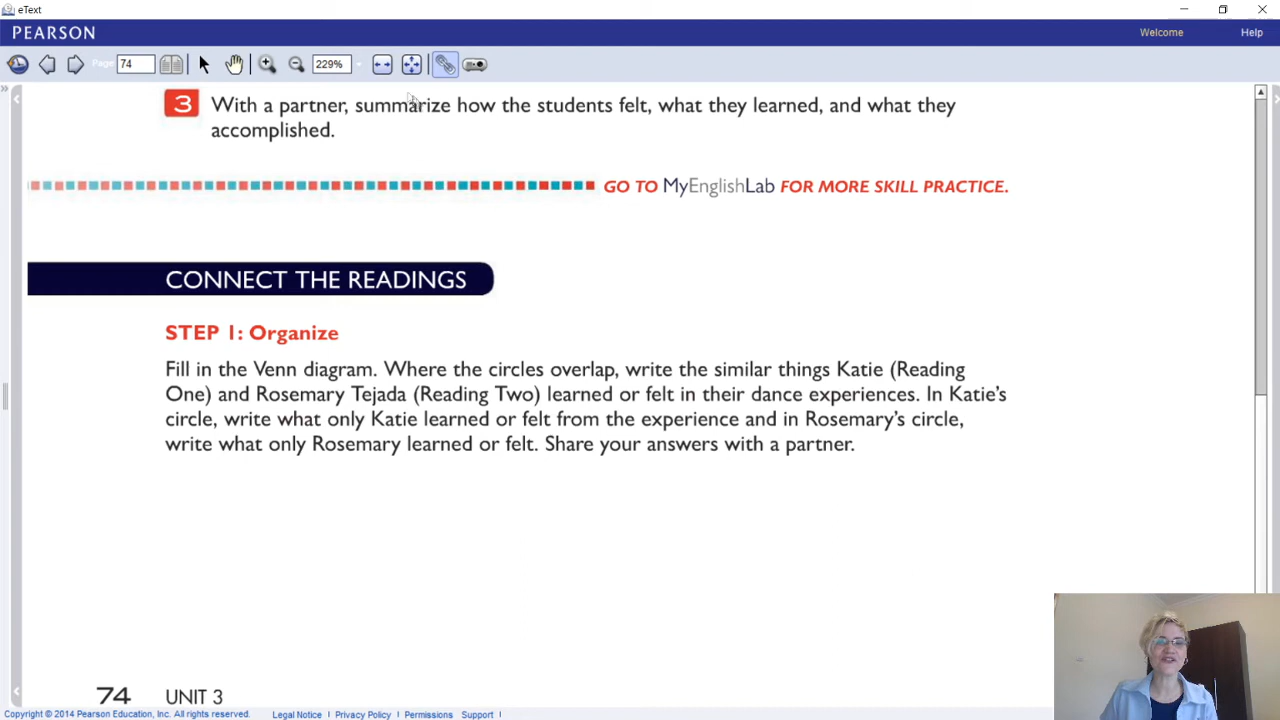 eText
PEARSON
Welcome Help
Page 74 229%
3 With a partner, summarize how the students felt, what they learned, and what they
accomplished.
GO TO MyEnglishLab FOR MORE SKILL PRACTICE.
CONNECT THE READINGS
STEP 1: Organize
Fill in the Venn diagram. Where the circles overlap, write the similar things Katie (Reading
One) and Rosemary Tejada (Reading Two) learned or felt in their dance experiences. In Katie's
circle, write what only Katie learned or felt from the experience and in Rosemary's circle,
write what only Rosemary learned or felt. Share your answers with a partner.
74 UNIT 3
Copyright © 2014 Pearson Education, Inc. All rights reserved. Legal Notice | Privacy Policy | Permissions Support |